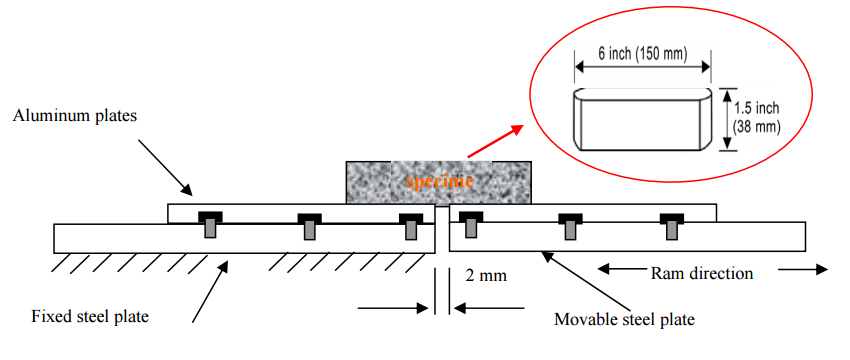 6 inch (150 mm)
1.5 inch
(38 mm)
Aluminum plates
specime
2 mm
Ram direction
Fixed steel plate
Movable steel plate